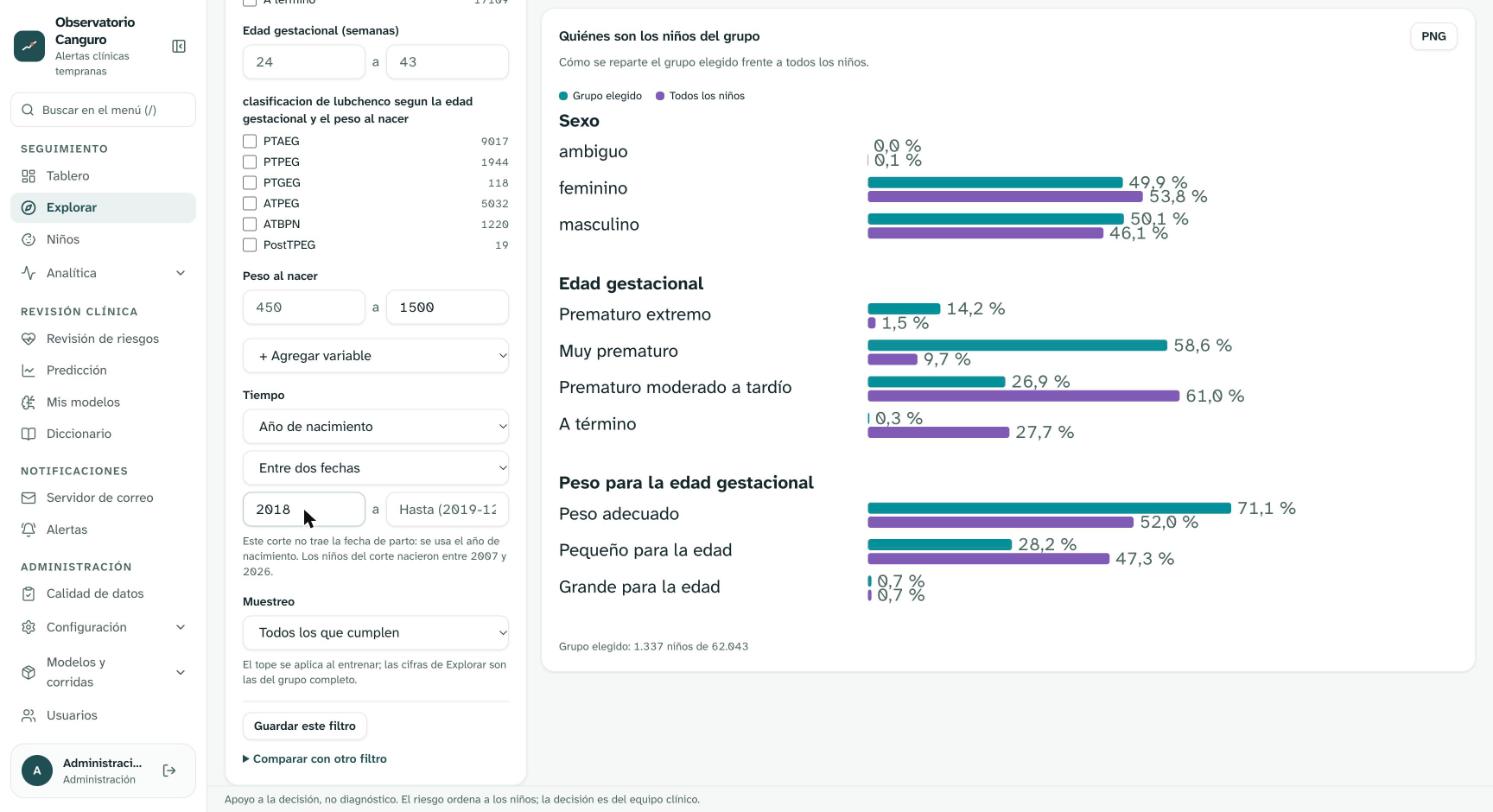 Observatorio
Canguro
Alertas clínicas
tempranas
Buscar en el menú (/)
SEGUIMIENTO
Tablero
Explorar
Niños
Analítica
REVISIÓN CLÍNICA
Revisión de riesgos
Predicción
Mis modelos
Diccionario
NOTIFICACIONES
Servidor de correo
Alertas
ADMINISTRACIÓN
Calidad de datos
Configuración
Modelos y
corridas
Usuarios
A
Administraci...
Administración
A término 17109
Edad gestacional (semanas)
24 a 43
clasificacion de lubchenco segun la edad
gestacional y el peso al nacer
PTAEG 9017
PTPEG 1944
PTGEG 118
ATPEG 5032
ATBPN 1220
PostTPEG 19
Peso al nacer
450 a 1500
+ Agregar variable
Tiempo
Año de nacimiento
Entre dos fechas
2018 a Hasta (2019-12
Este corte no trae la fecha de parto: se usa el año de
nacimiento. Los niños del corte nacieron entre 2007 y
2026.
Muestreo
Todos los que cumplen
El tope se aplica al entrenar; las cifras de Explorar son
las del grupo completo.
Guardar este filtro
Comparar con otro filtro
Quiénes son los niños del grupo
PNG
Cómo se reparte el grupo elegido frente a todos los niños.
Grupo elegido Todos los niños
Sexo
ambiguo 0,0 %
0,1 %
feminino 49,9 %
53,8 %
masculino 50,1 %
46,1 %
Edad gestacional
Prematuro extremo 14,2 %
1,5 %
Muy prematuro 58,6 %
9,7 %
Prematuro moderado a tardío 26,9 %
61,0 %
A término 0,3 %
27,7 %
Peso para la edad gestacional
Peso adecuado 71,1 %
52,0 %
Pequeño para la edad 28,2 %
47,3 %
Grande para la edad 0,7 %
0,7 %
Grupo elegido: 1.337 niños de 62.043
Apoyo a la decisión, no diagnóstico. El riesgo ordena a los niños; la decisión es del equipo clínico.